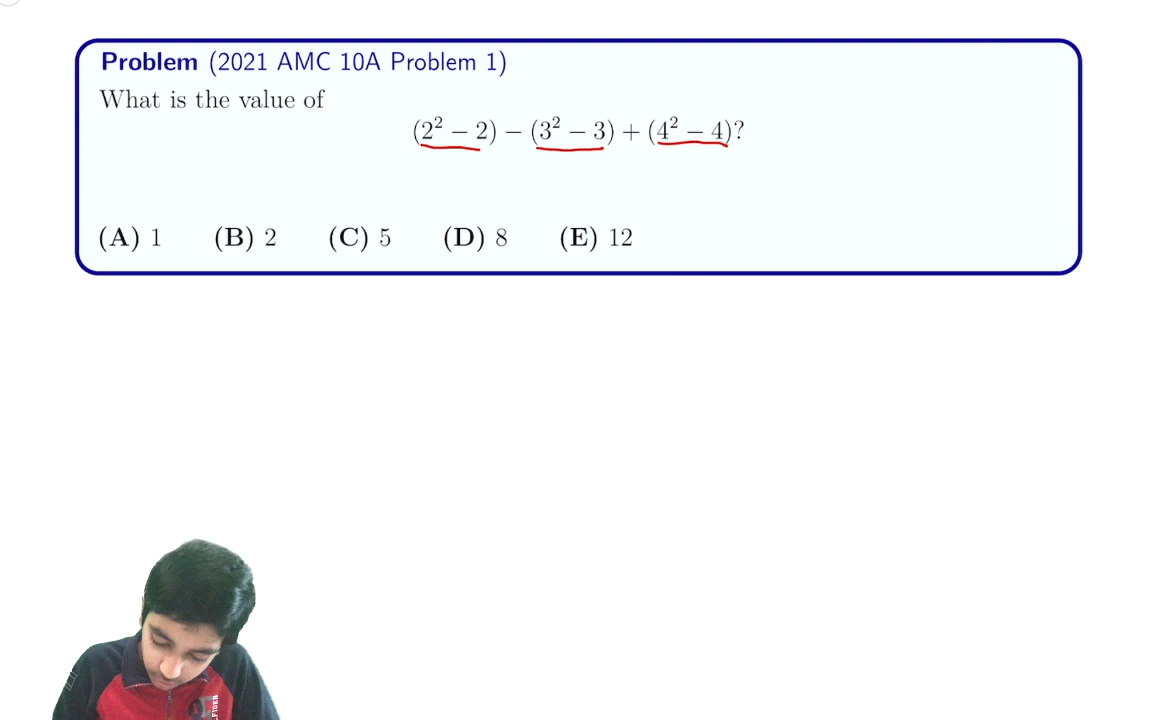 Problem (2021 AMC 10A Problem 1)
What is the value of
(2² − 2) − (3² − 3) + (4² − 4)?
(A) 1 (B) 2 (C) 5 (D) 8 (E) 12